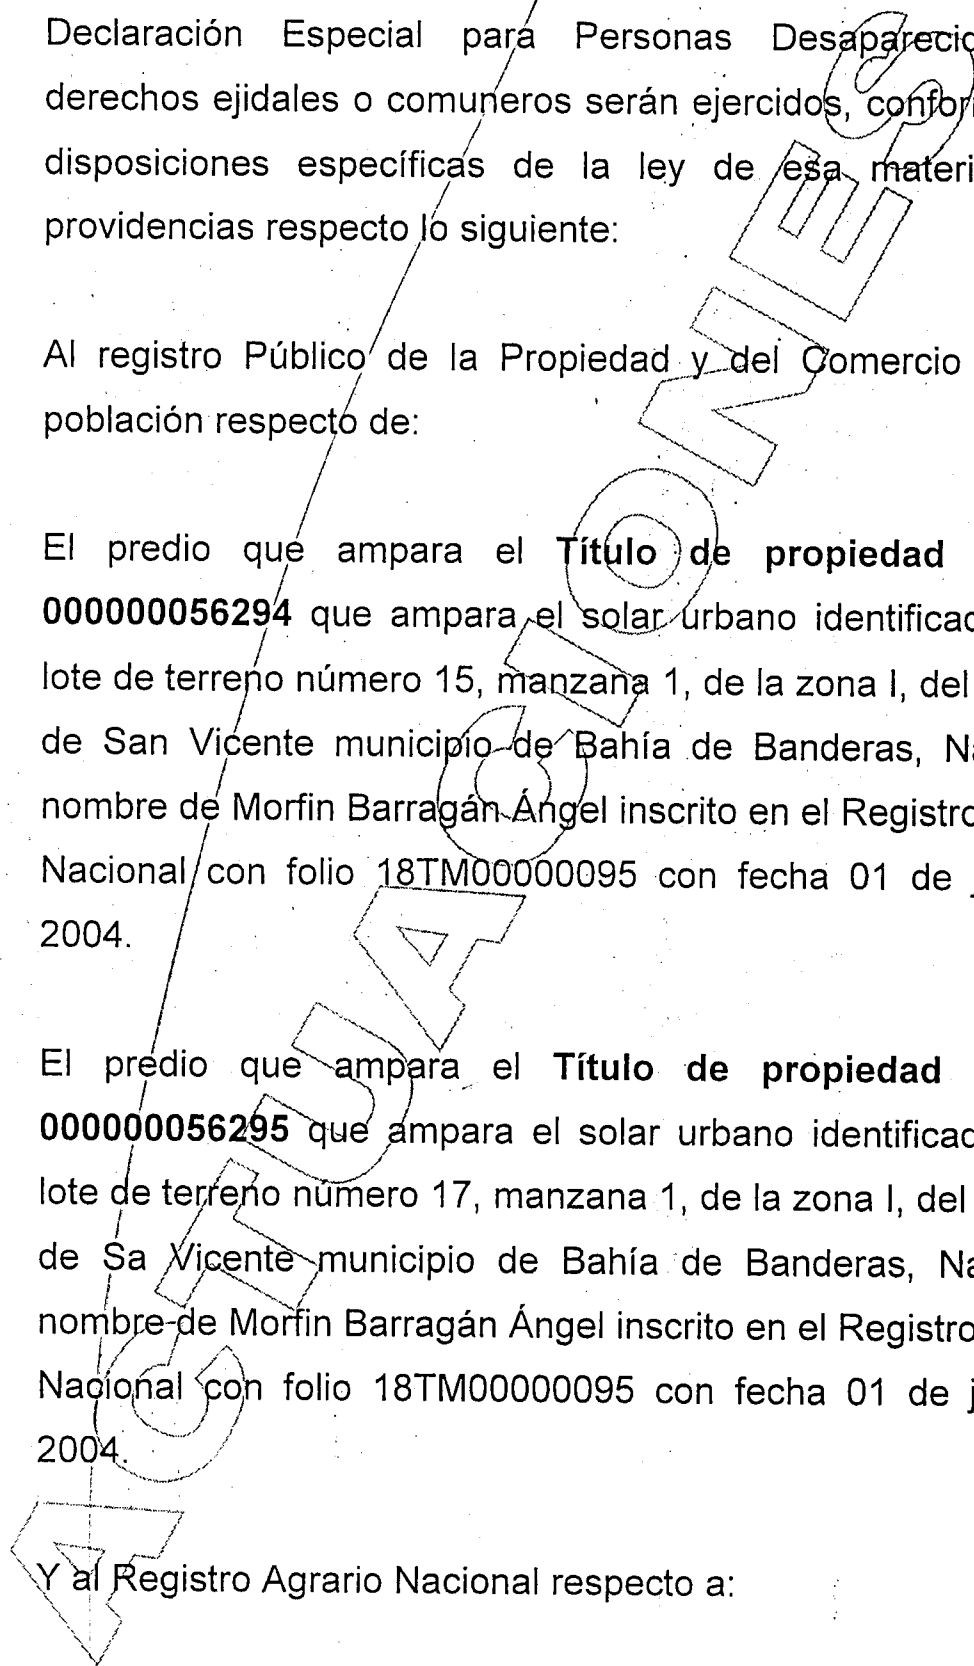 Declaración Especial para Personas Desaparecid
derechos ejidales o comuneros serán ejercidos, confor
disposiciones específicas de la ley de esa materi
providencias respecto lo siguiente:
Al registro Público de la Propiedad y del Comercio
población respecto de:
El predio que ampara el Título de propiedad
000000056294 que ampara el solar urbano identificad
lote de terreno número 15, manzana 1, de la zona I, del
de San Vicente municipio de Bahía de Banderas, Na
nombre de Morfin Barragán Ángel inscrito en el Registro
Nacional con folio 18TM00000095 con fecha 01 de j
2004.
El predio que ampara el Título de propiedad
000000056295 que ampara el solar urbano identificad
lote de terreno número 17, manzana 1, de la zona I, del
de Sa Vicente municipio de Bahía de Banderas, Na
nombre de Morfin Barragán Ángel inscrito en el Registro
Nacional con folio 18TM00000095 con fecha 01 de j
2004.
Y al Registro Agrario Nacional respecto a:
ACTUACIONES